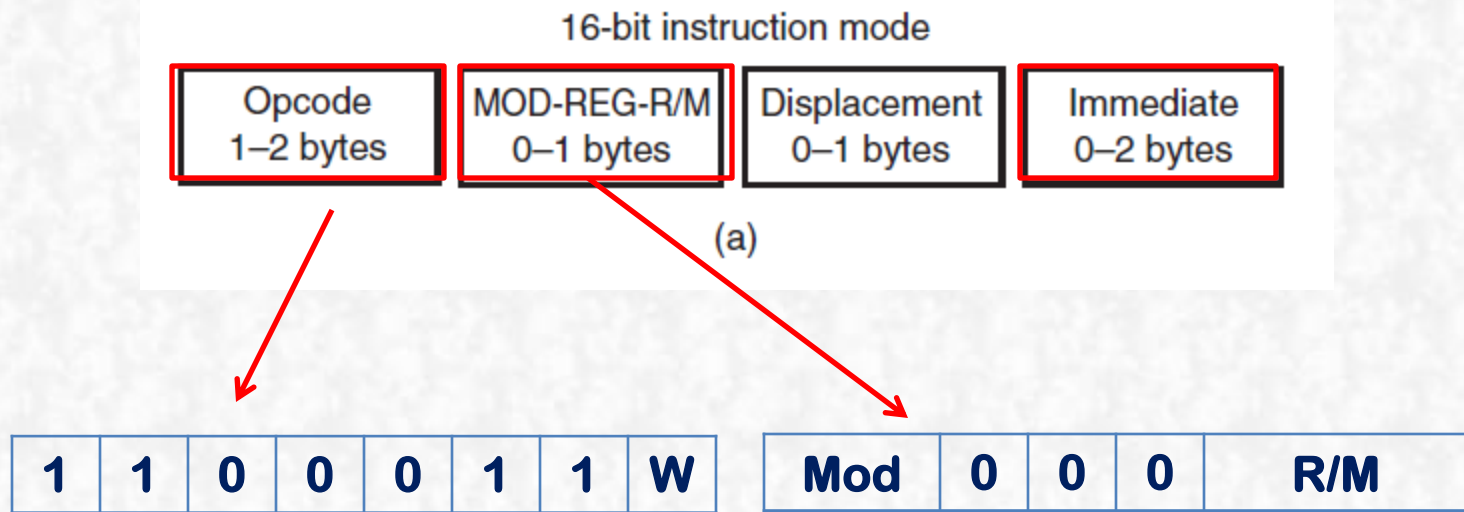 16-bit instruction mode
Opcode MOD-REG-R/M Displacement Immediate
1–2 bytes 0–1 bytes 0–1 bytes 0–2 bytes
(a)
1 1 0 0 0 1 1 W Mod 0 0 0 R/M